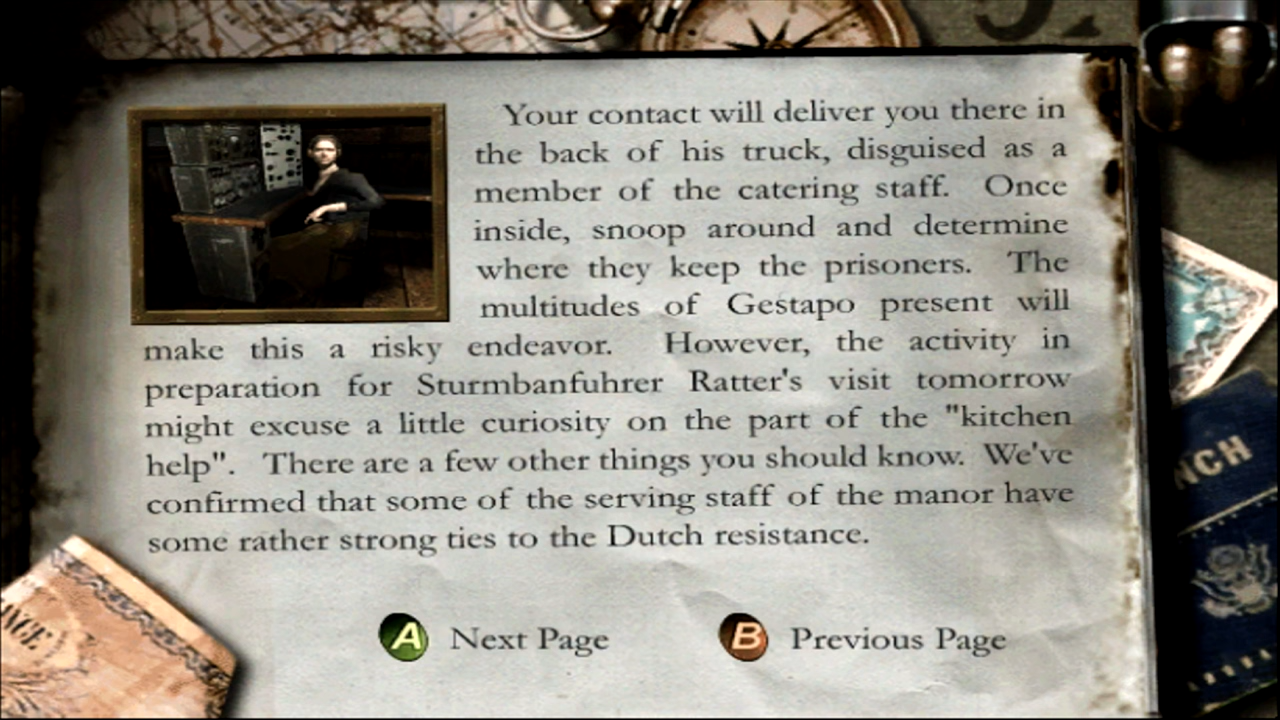 Your contact will deliver you there in
the back of his truck, disguised as a
member of the catering staff. Once
inside, snoop around and determine
where they keep the prisoners. The
multitudes of Gestapo present will
make this a risky endeavor. However, the activity in
preparation for Sturmbanfuhrer Ratter's visit tomorrow
might excuse a little curiosity on the part of the "kitchen
help". There are a few other things you should know. We've
confirmed that some of the serving staff of the manor have
some rather strong ties to the Dutch resistance.
A Next Page
B Previous Page